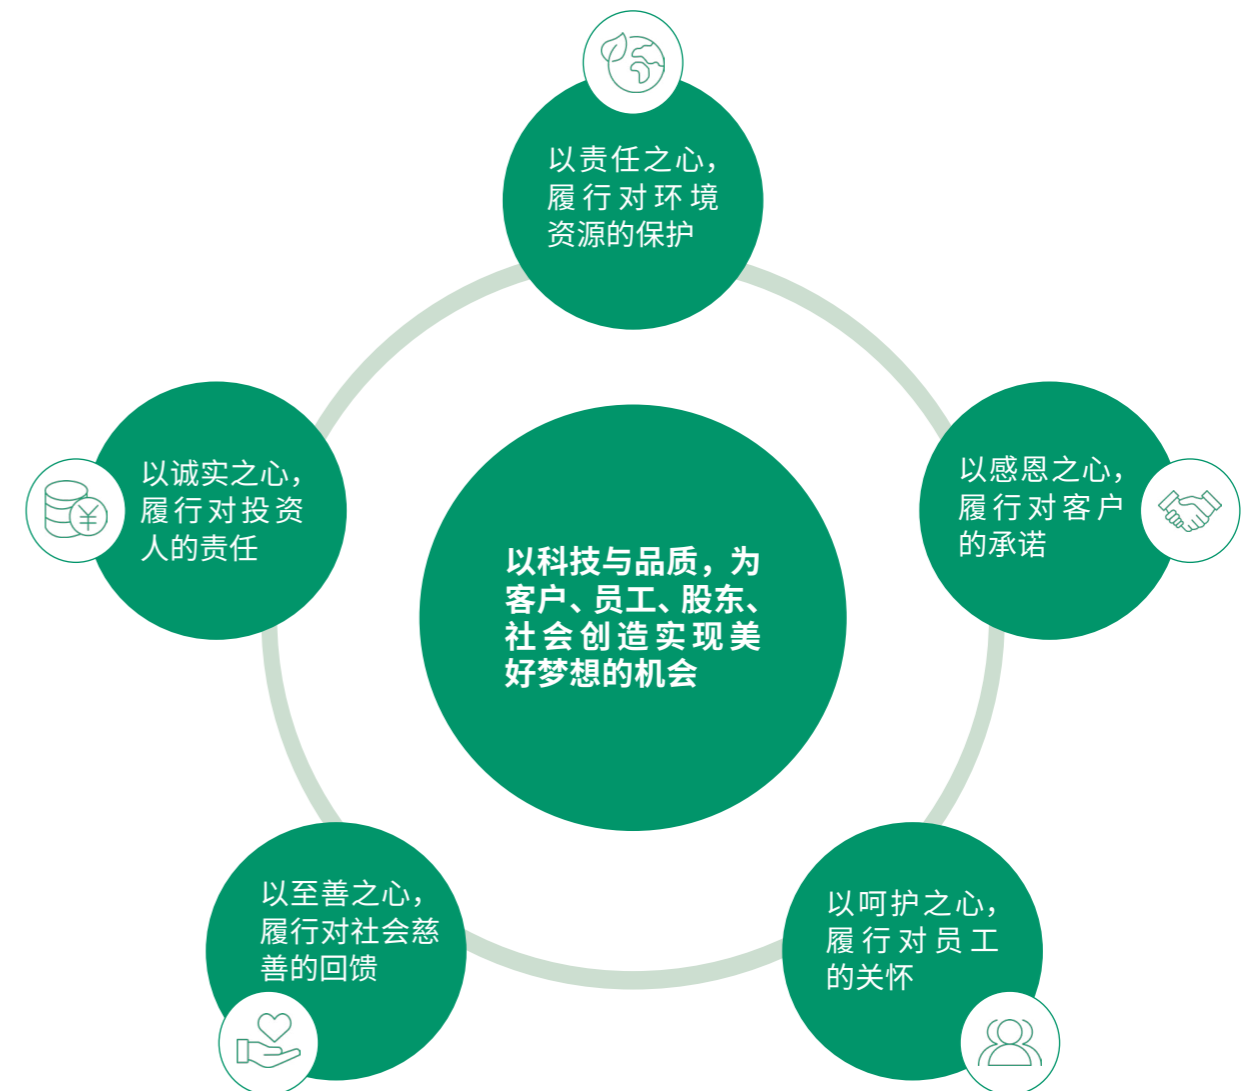 以责任之心，
履行对环境
资源的保护
以诚实之心，
履行对投资
人的责任
以感恩之心，
履行对客户
的承诺
以科技与品质，为
客户、员工、股东、
社会创造实现美
好梦想的机会
以至善之心，
履行对社会慈
善的回馈
以呵护之心，
履行对员工
的关怀